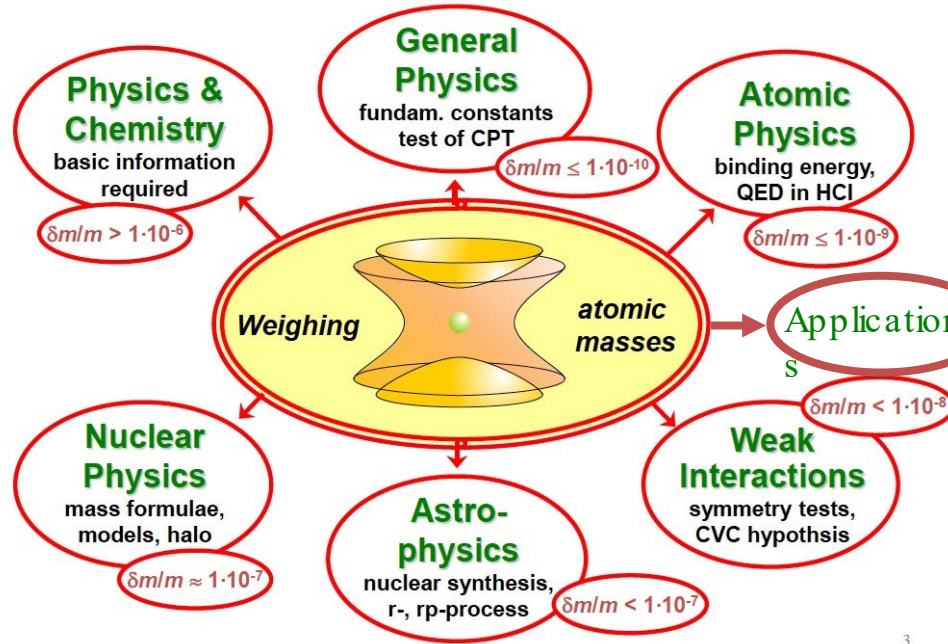 General
Physics
fundam. constants
test of CPT
δm/m ≤ 1·10-10
Physics &
Chemistry
basic information
required
δm/m > 1·10-6
Atomic
Physics
binding energy,
QED in HCI
δm/m ≤ 1·10-9
Weighing
atomic
masses
Application
s
Nuclear
Physics
mass formulae,
models, halo
δm/m ≈ 1·10-7
Astro-
physics
nuclear synthesis,
r-, rp-process
δm/m < 1·10-7
δm/m < 1·10-8
Weak
Interactions
symmetry tests,
CVC hypothsis
3